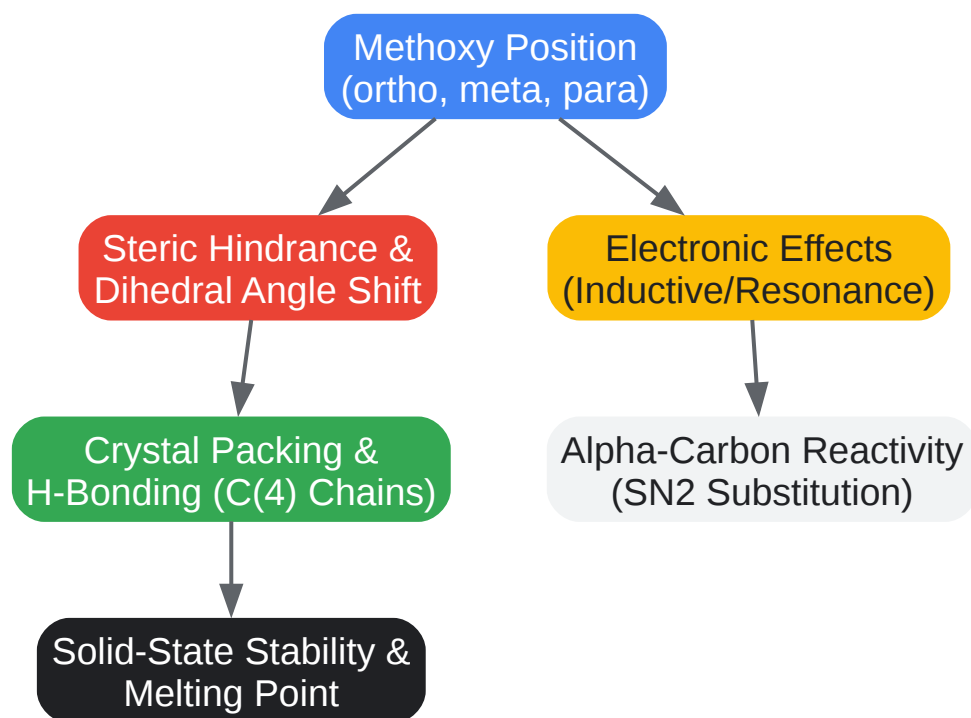 Methoxy Position
(ortho, meta, para)
Steric Hindrance &
Dihedral Angle Shift
Electronic Effects
(Inductive/Resonance)
Crystal Packing &
H-Bonding (C(4) Chains)
Alpha-Carbon Reactivity
(SN2 Substitution)
Solid-State Stability &
Melting Point